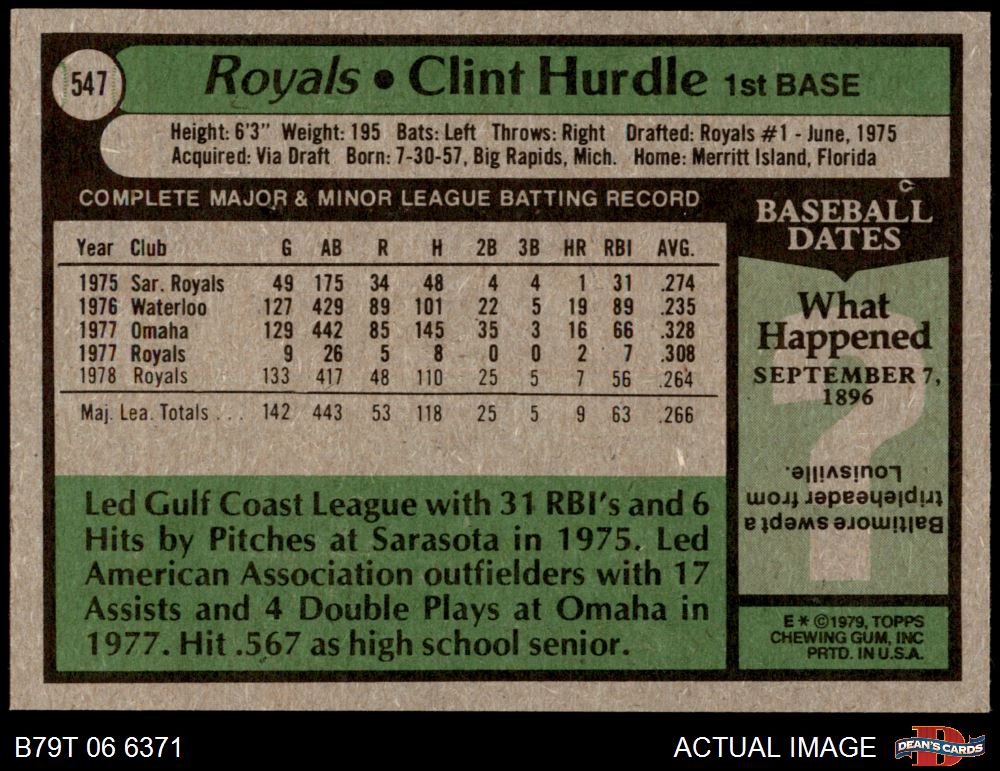 547
Royals • Clint Hurdle 1st BASE
Height: 6'3" Weight: 195 Bats: Left Throws: Right Drafted: Royals #1 - June, 1975
Acquired: Via Draft Born: 7-30-57, Big Rapids, Mich. Home: Merritt Island, Florida
COMPLETE MAJOR & MINOR LEAGUE BATTING RECORD
Year Club G AB R H 2B 3B HR RBI AVG.
1975 Sar. Royals 49 175 34 48 4 4 1 31 .274
1976 Waterloo 127 429 89 101 22 5 19 89 .235
1977 Omaha 129 442 85 145 35 3 16 66 .328
1977 Royals 9 26 5 8 0 0 2 7 .308
1978 Royals 133 417 48 110 25 5 7 56 .264
Maj. Lea. Totals . . . 142 443 53 118 25 5 9 63 .266
Led Gulf Coast League with 31 RBI's and 6
Hits by Pitches at Sarasota in 1975. Led
American Association outfielders with 17
Assists and 4 Double Plays at Omaha in
1977. Hit .567 as high school senior.
BASEBALL
DATES
What
Happened
SEPTEMBER 7,
1896
Baltimore swept a
tripleheader from
Louisville.
E * ©1979, TOPPS
CHEWING GUM, INC
PRTD. IN U.S.A.
B79T 06 6371
ACTUAL IMAGE
D
DEAN'S CARDS